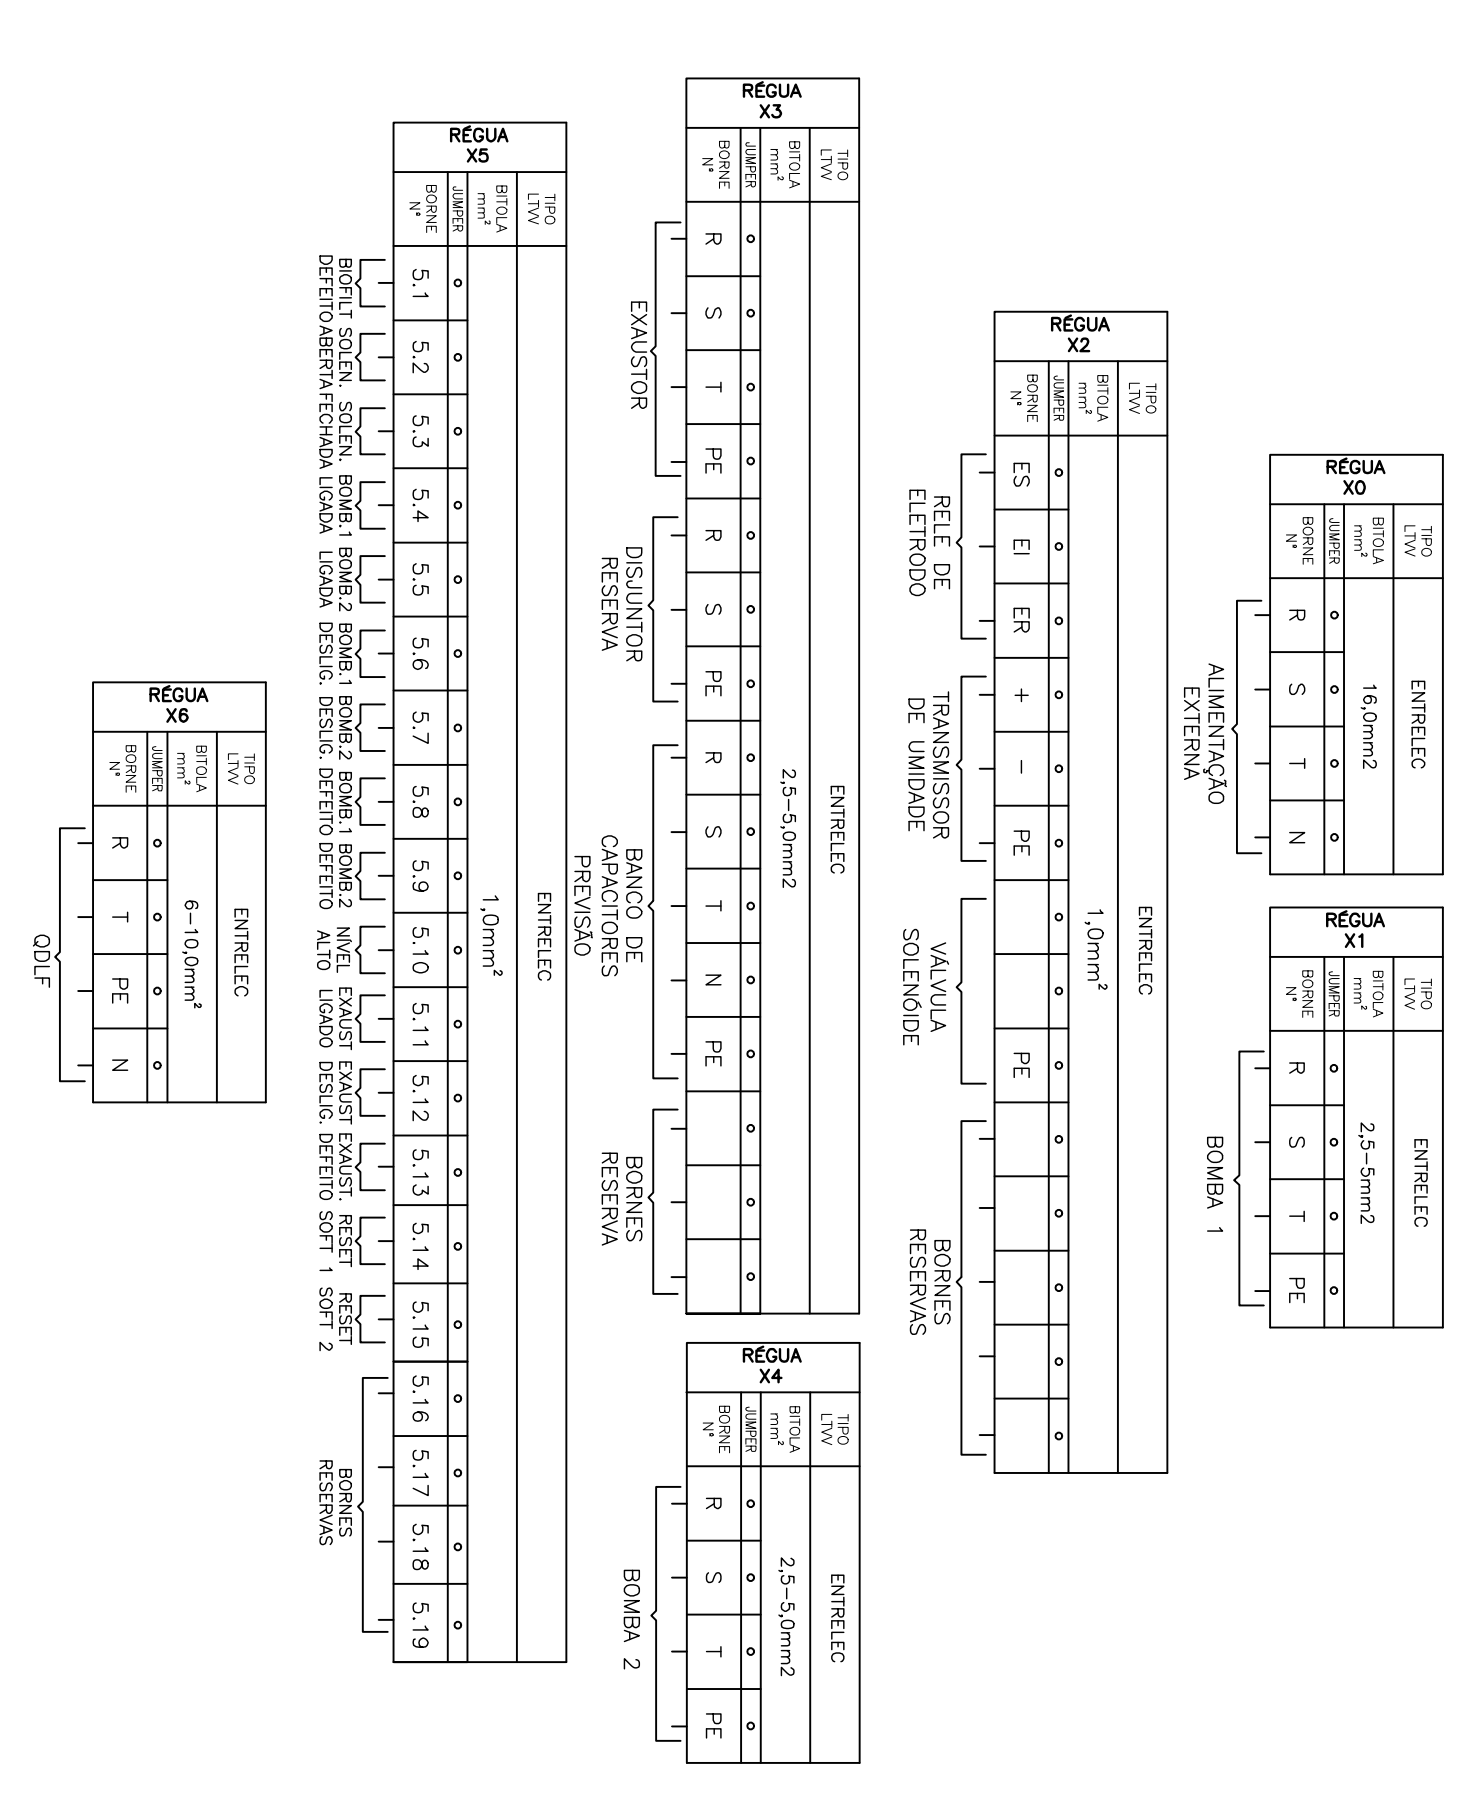 RÉGUA
X0
TIPO
LTVV
BITOLA
mm²
JUMPER
BORNE
N°
ENTRELEC
16,0mm2
R S T N
ALIMENTAÇÃO
EXTERNA
RÉGUA
X1
TIPO
LTVV
BITOLA
mm²
JUMPER
BORNE
N°
ENTRELEC
2,5-5mm2
R S T PE
BOMBA 1
RÉGUA
X2
TIPO
LTVV
BITOLA
mm²
JUMPER
BORNE
N°
ENTRELEC
1,0mm²
ES EI ER + - PE PE
RELE DE
ELETRODO
TRANSMISSOR
DE UMIDADE
VÁLVULA
SOLENÓIDE
BORNES
RESERVAS
RÉGUA
X3
TIPO
LTVV
BITOLA
mm²
JUMPER
BORNE
N°
ENTRELEC
2,5-5,0mm2
R S T PE R S PE R S T N PE
EXAUSTOR
DISJUNTOR
RESERVA
BANCO DE
CAPACITORES
PREVISÃO
BORNES
RESERVA
RÉGUA
X4
TIPO
LTVV
BITOLA
mm²
JUMPER
BORNE
N°
ENTRELEC
2,5-5,0mm2
R S T PE
BOMBA 2
RÉGUA
X5
TIPO
LTVV
BITOLA
mm²
JUMPER
BORNE
N°
ENTRELEC
1,0mm²
5.1 5.2 5.3 5.4 5.5 5.6 5.7 5.8 5.9 5.10 5.11 5.12 5.13 5.14 5.15 5.16 5.17 5.18 5.19
BIOFILT
DEFEITO
SOLEN.
ABERTA
SOLEN.
FECHADA
BOMB.1
LIGADA
BOMB.2
LIGADA
BOMB.1
DESLIG.
BOMB.2
DESLIG.
BOMB.1
DEFEITO
BOMB.2
DEFEITO
NIVEL
ALTO
EXAUST
LIGADO
EXAUST
DESLIG.
EXAUST.
DEFEITO
RESET
SOFT 1
RESET
SOFT 2
BORNES
RESERVAS
RÉGUA
X6
TIPO
LTVV
BITOLA
mm²
JUMPER
BORNE
N°
ENTRELEC
6-10,0mm²
R T PE N
QDLF